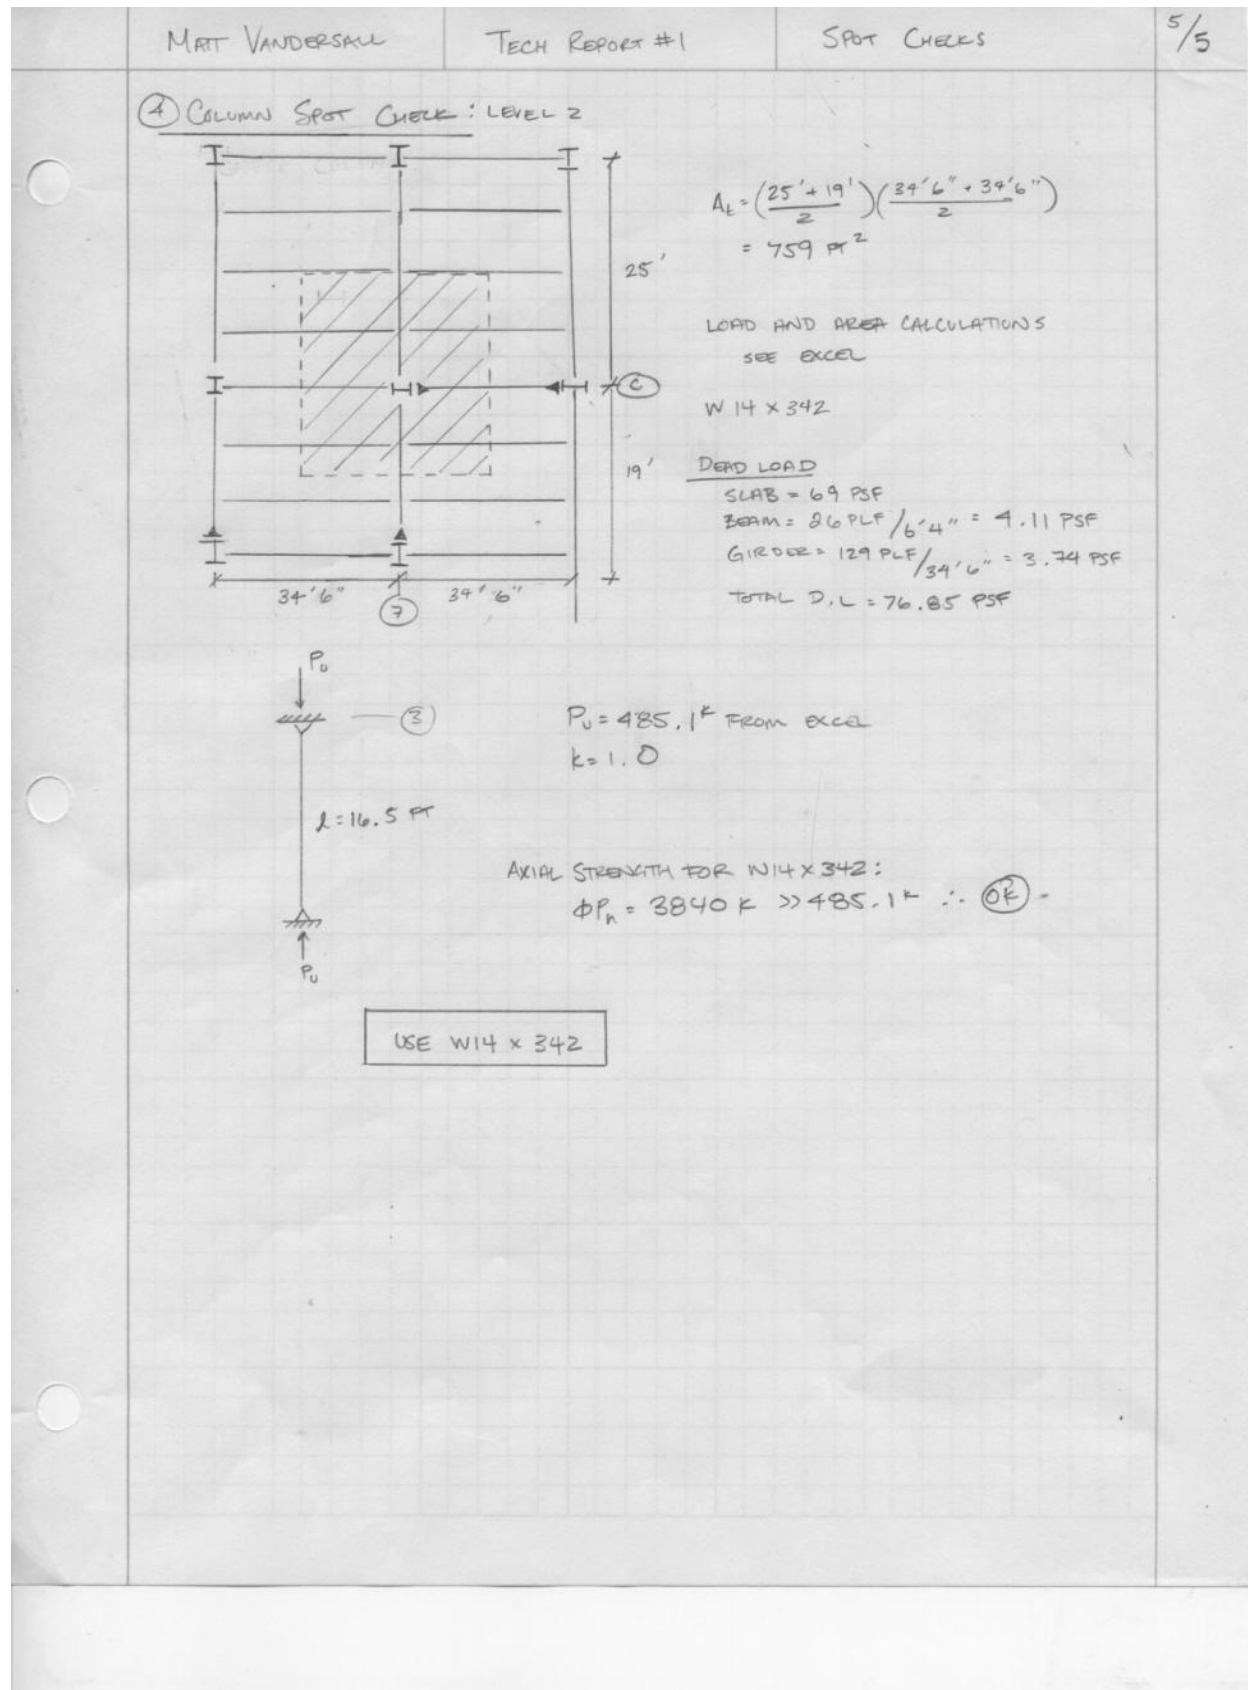 MATT VANDERSALL
TECH REPORT #1
SPOT CHECKS
5/5
④ COLUMN SPOT CHECK: LEVEL 2
A_t = (25' + 19' / 2)(34'6" + 34'6" / 2)
= 759 FT²
25'
LOAD AND AREA CALCULATIONS
SEE EXCEL
C
W 14 x 342
19'
DEAD LOAD
SLAB = 69 PSF
BEAM = 26 PLF / 6'4" = 4.11 PSF
GIRDER = 129 PLF / 34'6" = 3.74 PSF
TOTAL D.L = 76.85 PSF
34'6"
34'6"
7
Pu
3
Pu = 485.1ᴷ FROM EXCEL
k = 1.0
l = 16.5 FT
AXIAL STRENGTH FOR W14 x 342:
ΦPn = 3840 K >> 485.1ᴷ ∴ OK
Pu
USE W14 x 342